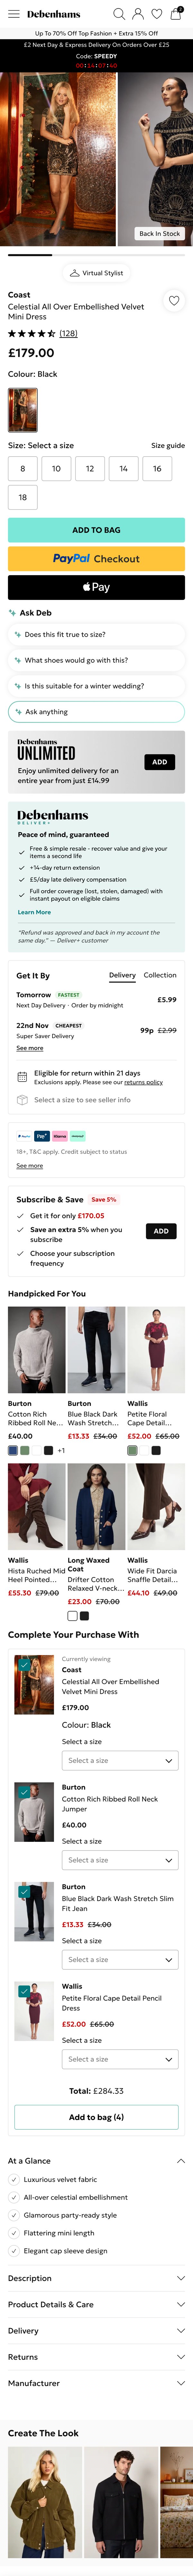 Debenhams
0
Up To 70% Off Top Fashion + Extra 15% Off
£2 Next Day & Express Delivery On Orders Over £25
Code: SPEEDY
Back In Stock
Virtual Stylist
Coast
Celestial All Over Embellished Velvet
Mini Dress
(128)
£179.00
Colour: Black
Size: Select a size
Size guide
8
10
12
14
16
18
ADD TO BAG
PayPal Checkout
Pay
Ask Deb
Does this fit true to size?
What shoes would go with this?
Is this suitable for a winter wedding?
Ask anything
Debenhams
UNLIMITED
Enjoy unlimited delivery for an
entire year from just £14.99
ADD
Debenhams
DELIVER+
Peace of mind, guaranteed
Free & simple resale - recover value and give your
items a second life
+14-day return extension
£5/day late delivery compensation
Full order coverage (lost, stolen, damaged) with
instant payout on eligible claims
Learn More
"Refund was approved and back in my account the
same day." — Deliver+ customer
Get It By
Delivery
Collection
Tomorrow FASTEST
Next Day Delivery · Order by midnight
£5.99
22nd Nov CHEAPEST
Super Saver Delivery
99p £2.99
See more
Eligible for return within 21 days
Exclusions apply. Please see our returns policy
Select a size to see seller info
PayPal
Klarna
18+, T&C apply. Credit subject to status
See more
Subscribe & Save Save 5%
Get it for only £170.05
Save an extra 5% when you
subscribe
Choose your subscription
frequency
ADD
Handpicked For You
Burton
Cotton Rich
Ribbed Roll Ne...
£40.00
+1
Burton
Blue Black Dark
Wash Stretch...
£13.33 £34.00
Wallis
Petite Floral
Cape Detail...
£52.00 £65.00
Wallis
Hista Ruched Mid
Heel Pointed...
£55.30 £79.00
Long Waxed
Coat
Drifter Cotton
Relaxed V-neck...
£23.00 £70.00
Wallis
Wide Fit Darcia
Snaffle Detail...
£44.10 £49.00
Complete Your Purchase With
Currently viewing
Coast
Celestial All Over Embellished
Velvet Mini Dress
£179.00
Colour: Black
Select a size
Select a size
Burton
Cotton Rich Ribbed Roll Neck
Jumper
£40.00
Select a size
Select a size
Burton
Blue Black Dark Wash Stretch Slim
Fit Jean
£13.33 £34.00
Select a size
Select a size
Wallis
Petite Floral Cape Detail Pencil
Dress
£52.00 £65.00
Select a size
Select a size
Total: £284.33
Add to bag (4)
At a Glance
Luxurious velvet fabric
All-over celestial embellishment
Glamorous party-ready style
Flattering mini length
Elegant cap sleeve design
Description
Product Details & Care
Delivery
Returns
Manufacturer
Create The Look